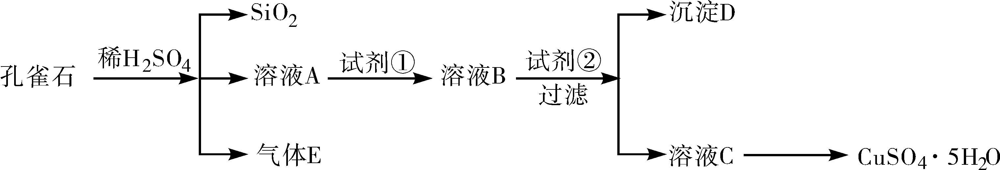 孔雀石
稀H₂SO₄
SiO₂
溶液A
气体E
试剂①
溶液B
试剂②
过滤
沉淀D
溶液C
CuSO₄·5H₂O